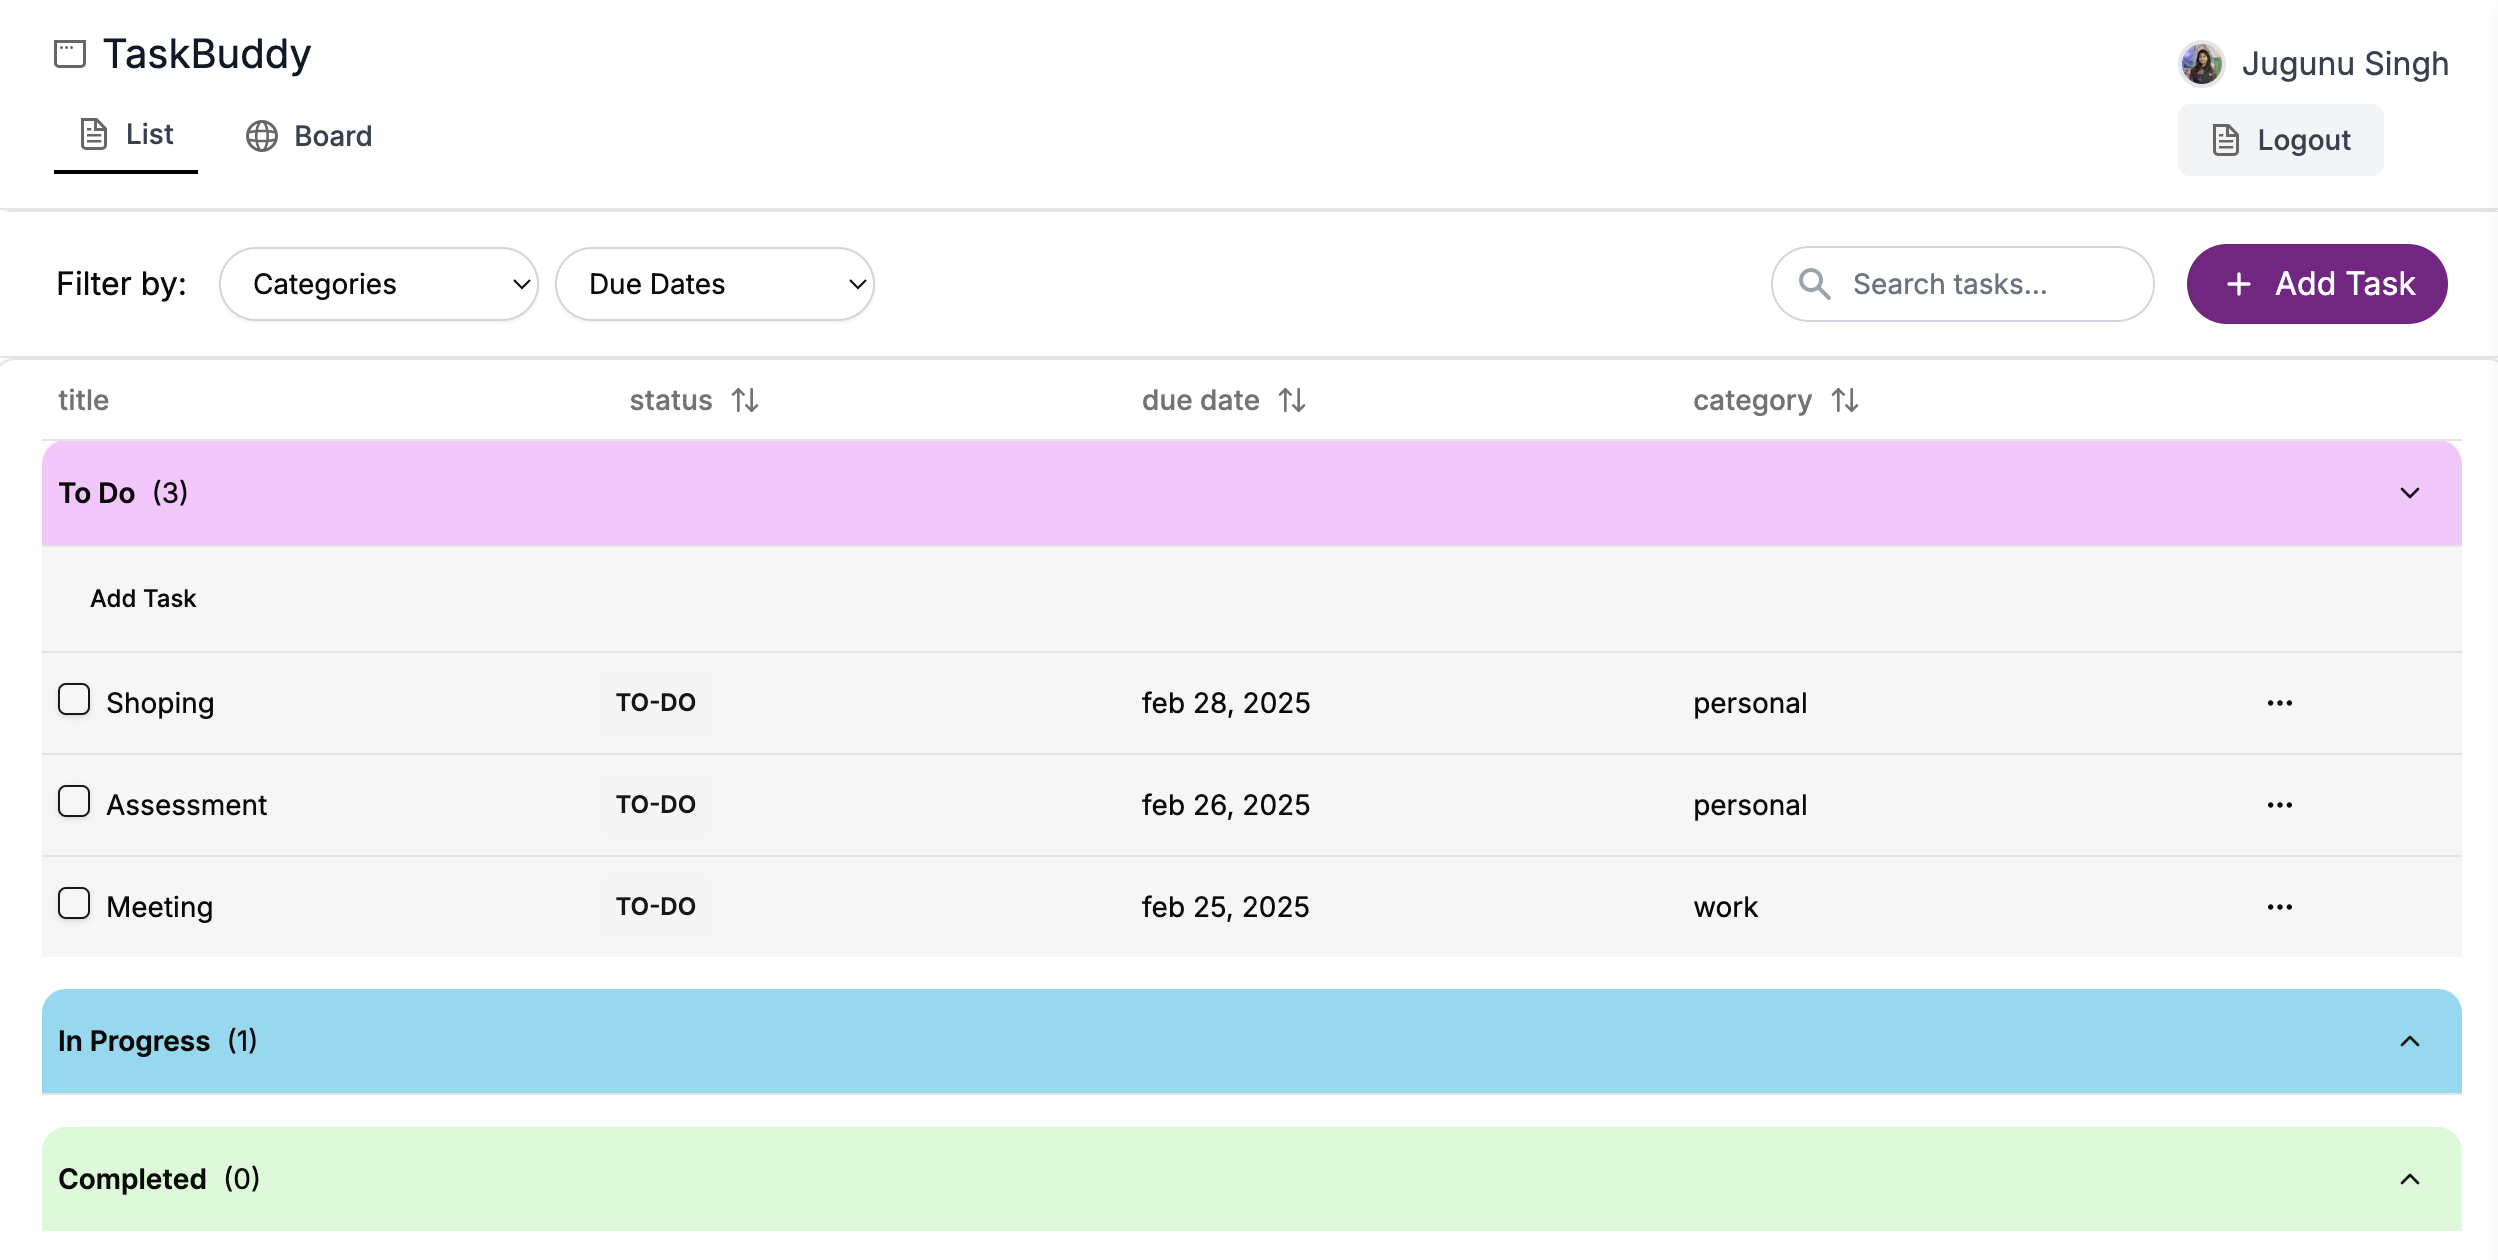 TaskBuddy
Jugunu Singh
List Board
Logout
Filter by: Categories Due Dates Search tasks... + Add Task
title status due date category
To Do (3)
Add Task
Shoping TO-DO feb 28, 2025 personal ...
Assessment TO-DO feb 26, 2025 personal ...
Meeting TO-DO feb 25, 2025 work ...
In Progress (1)
Completed (0)